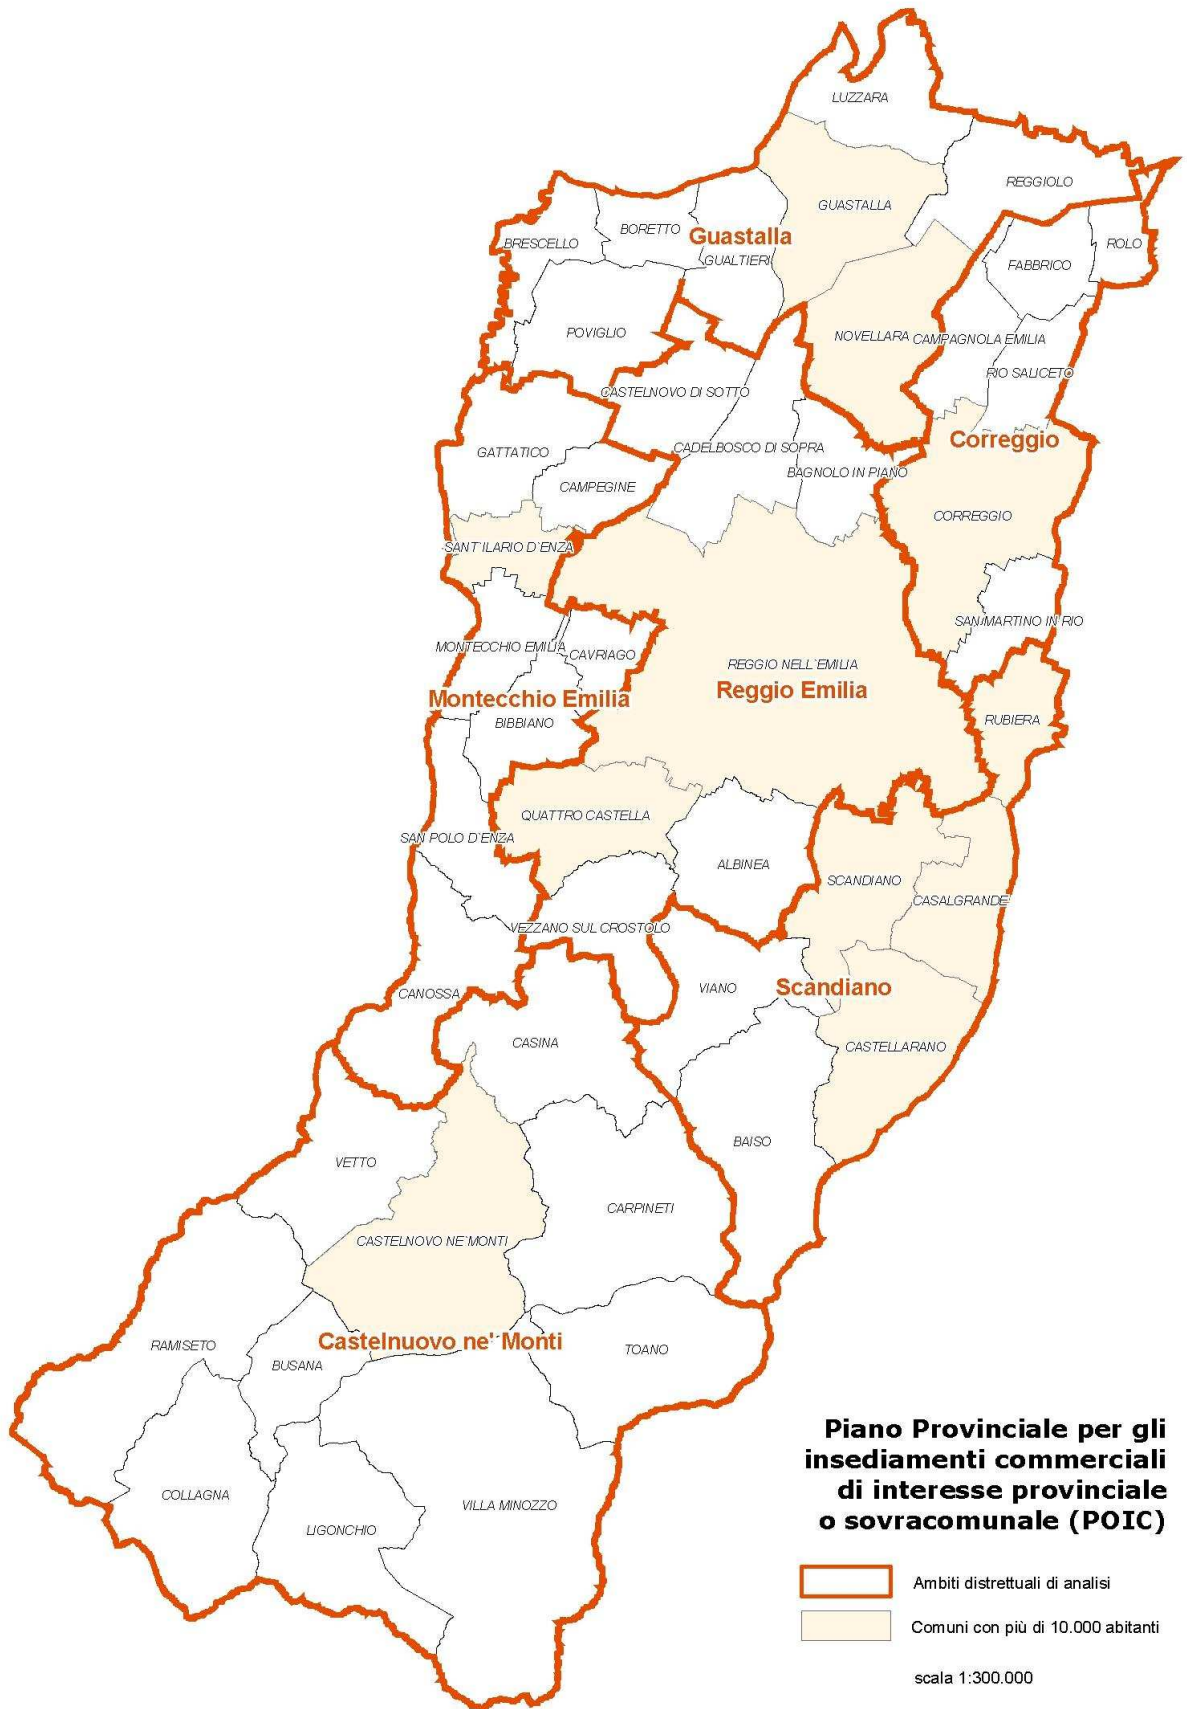 LUZZARA
REGGIOLO
GUASTALLA
BORETTO
Guastalla
BRESCELLO
ROLO
GUALTIERI
FABBRICO
POVIGLIO
NOVELLARA
CAMPAGNOLA EMILIA
RIO SALICETO
CASTELNOVO DI SOTTO
Correggio
CADELBOSCO DI SOPRA
GATTATICO
BAGNOLO IN PIANO
CAMPEGINE
CORREGGIO
SANT'ILARIO D'ENZA
SAN MARTINO IN RIO
MONTECCHIO EMILIA
CAVRIAGO
REGGIO NELL'EMILIA
Montecchio Emilia
Reggio Emilia
BIBBIANO
RUBIERA
QUATTRO CASTELLA
SAN POLO D'ENZA
ALBINEA
SCANDIANO
CASALGRANDE
VEZZANO SUL CROSTOLO
CANOSSA
VIANO
Scandiano
CASINA
CASTELLARANO
BAISO
VETTO
CARPINETI
CASTELNOVO NE'MONTI
Castelnuovo ne' Monti
RAMISETO
BUSANA
TOANO
COLLAGNA
VILLA MINOZZO
LIGONCHIO
Piano Provinciale per gli
insediamenti commerciali
di interesse provinciale
o sovracomunale (POIC)
Ambiti distrettuali di analisi
Comuni con più di 10.000 abitanti
scala 1:300.000